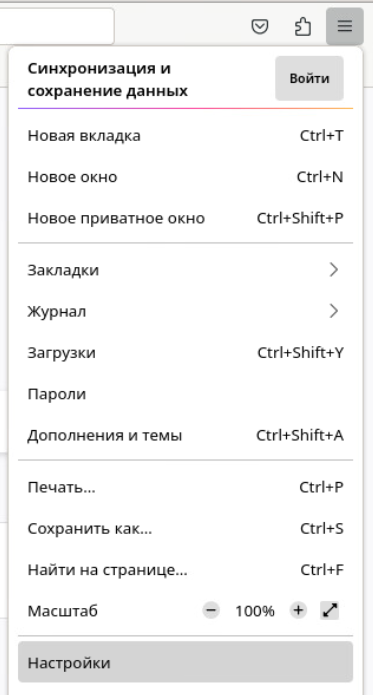 Синхронизация и
сохранение данных
Войти
Новая вкладка Ctrl+T
Новое окно Ctrl+N
Новое приватное окно Ctrl+Shift+P
Закладки
Журнал
Загрузки Ctrl+Shift+Y
Пароли
Дополнения и темы Ctrl+Shift+A
Печать... Ctrl+P
Сохранить как... Ctrl+S
Найти на странице... Ctrl+F
Масштаб − 100% +
Настройки